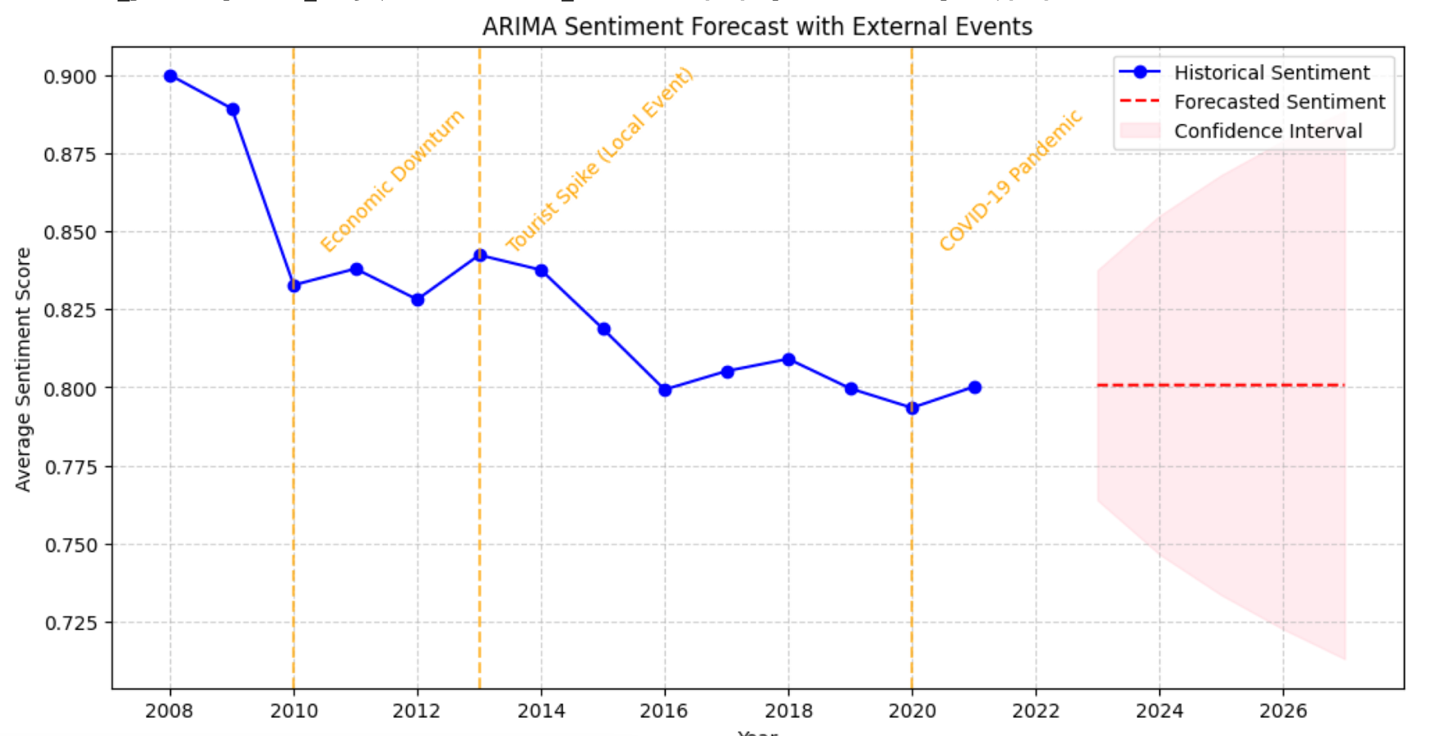 ARIMA Sentiment Forecast with External Events
Historical Sentiment
Forecasted Sentiment
Confidence Interval
Economic Downturn
Tourist Spike (Local Event)
COVID-19 Pandemic
Average Sentiment Score
0.900
0.875
0.850
0.825
0.800
0.775
0.750
0.725
2008 2010 2012 2014 2016 2018 2020 2022 2024 2026
Year